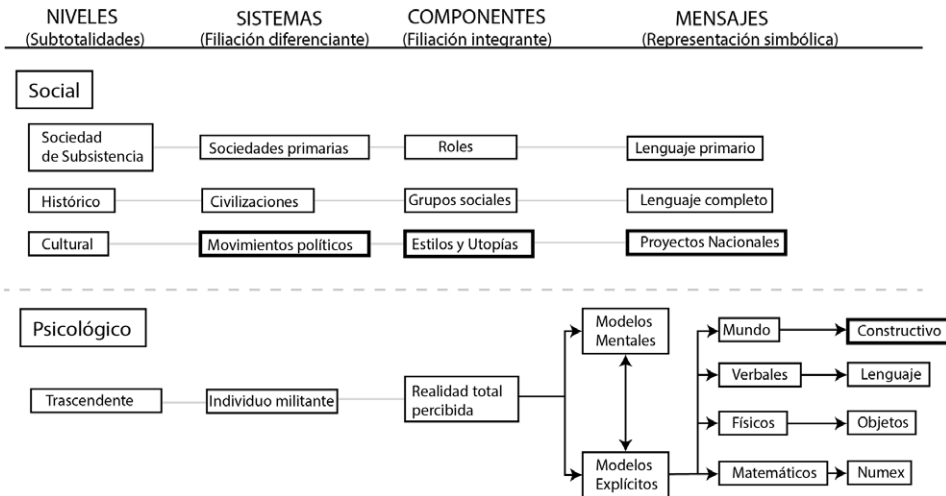 NIVELES
(Subtotalidades)
SISTEMAS
(Filiación diferenciante)
COMPONENTES
(Filiación integrante)
MENSAJES
(Representación simbólica)
Social
Sociedad
de Subsistencia
Sociedades primarias
Roles
Lenguaje primario
Histórico
Civilizaciones
Grupos sociales
Lenguaje completo
Cultural
Movimientos políticos
Estilos y Utopías
Proyectos Nacionales
Psicológico
Trascendente
Individuo militante
Realidad total
percibida
Modelos
Mentales
Modelos
Explícitos
Mundo
Constructivo
Verbales
Lenguaje
Físicos
Objetos
Matemáticos
Numex